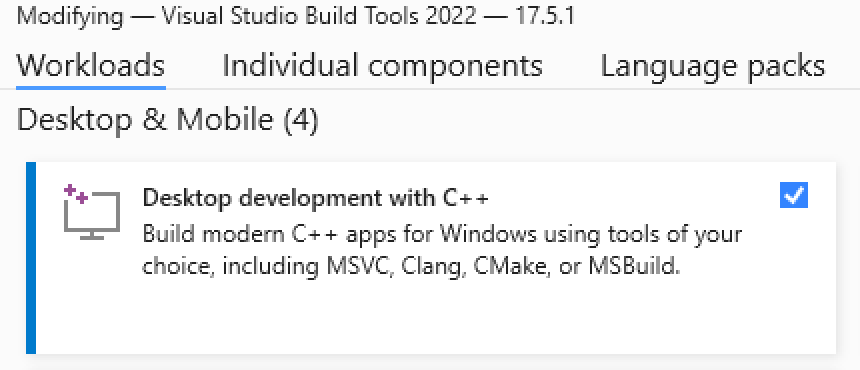 Modifying — Visual Studio Build Tools 2022 — 17.5.1
Workloads Individual components Language packs
Desktop & Mobile (4)
Desktop development with C++
Build modern C++ apps for Windows using tools of your
choice, including MSVC, Clang, CMake, or MSBuild.